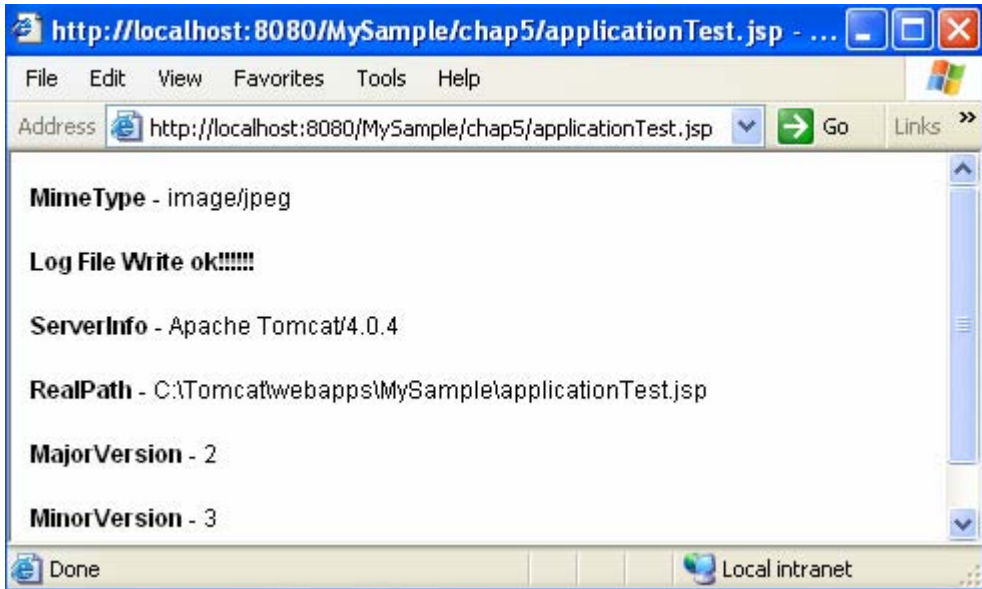 http://localhost:8080/MySample/chap5/applicationTest.jsp - ...
File Edit View Favorites Tools Help
Address http://localhost:8080/MySample/chap5/applicationTest.jsp Go Links »
MimeType - image/jpeg
Log File Write ok!!!!!!
ServerInfo - Apache Tomcat/4.0.4
RealPath - C:\Tomcat\webapps\MySample\applicationTest.jsp
MajorVersion - 2
MinorVersion - 3
Done Local intranet